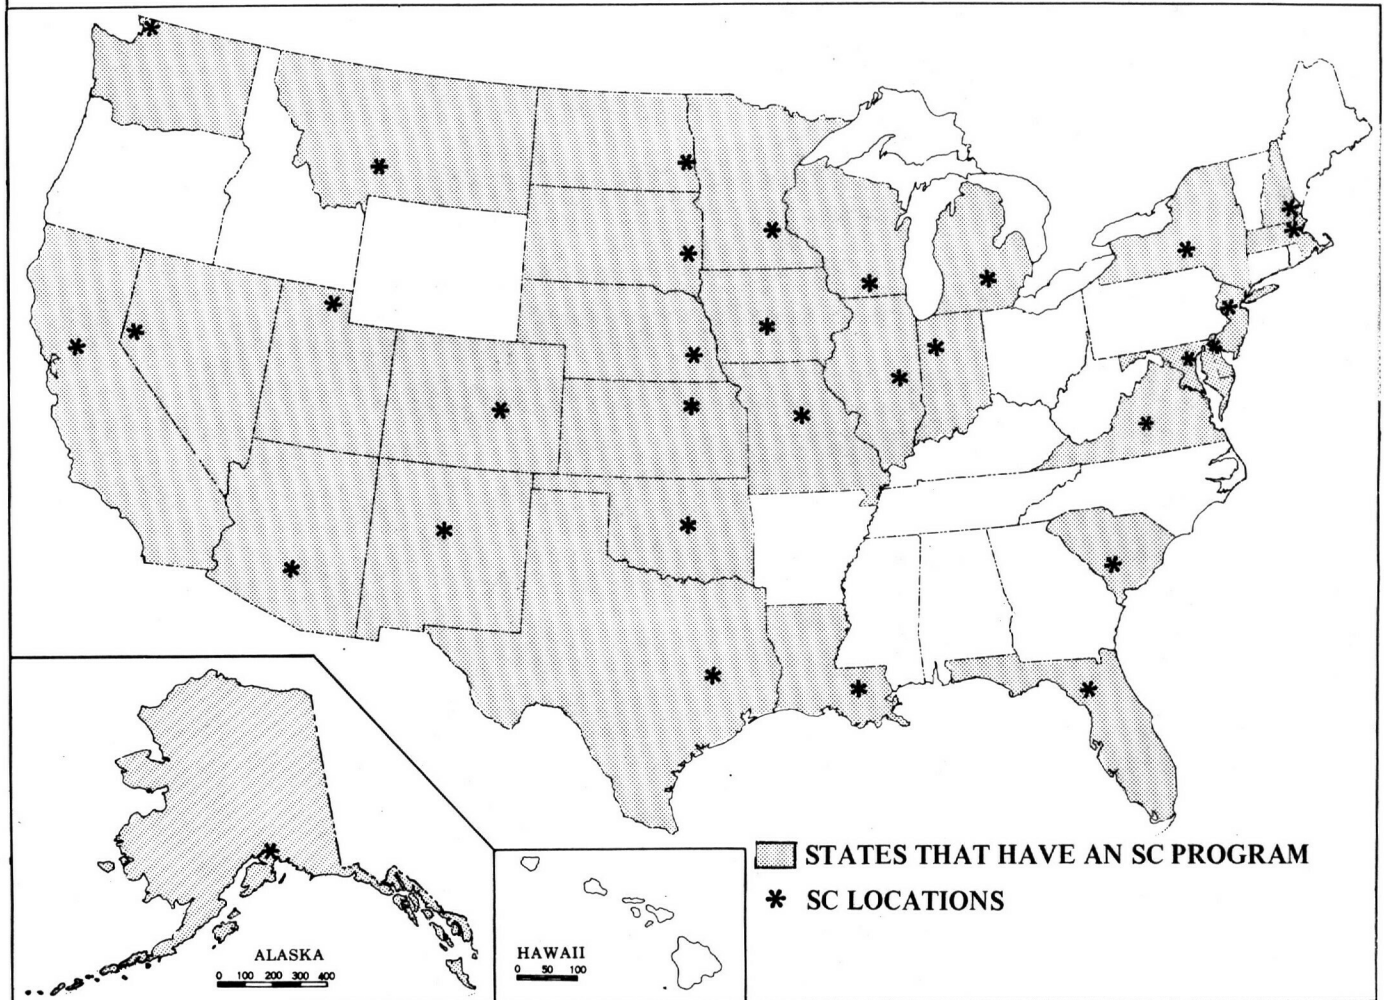 STATES THAT HAVE AN SC PROGRAM
* SC LOCATIONS
ALASKA
0 100 200 300 400
HAWAII
0 50 100